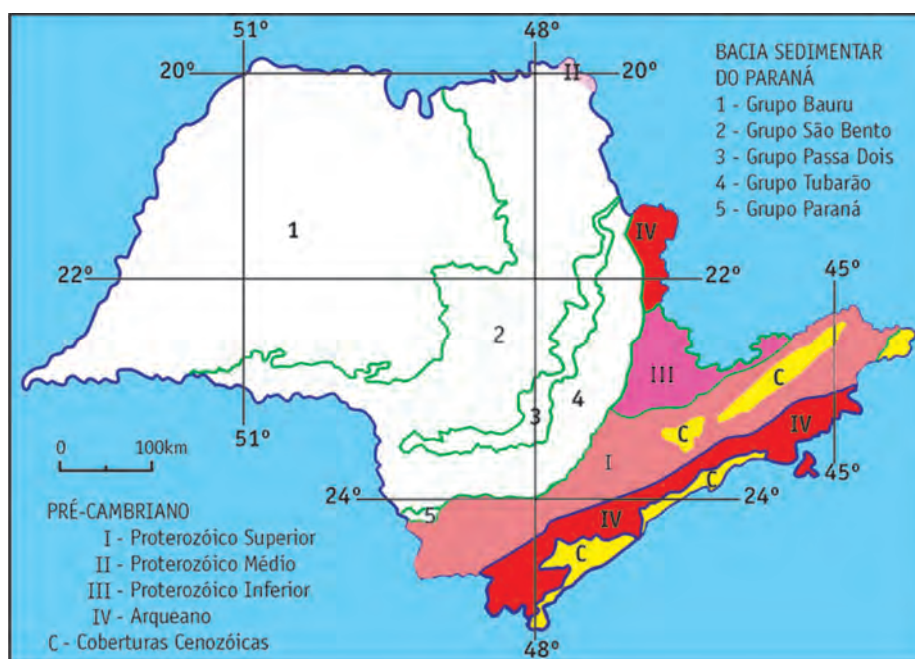 51º
48º
20º
II
20º
BACIA SEDIMENTAR
DO PARANÁ
1 - Grupo Bauru
2 - Grupo São Bento
3 - Grupo Passa Dois
4 - Grupo Tubarão
5 - Grupo Paraná
1
IV
22º
22º
45º
2
III
C
3
4
C
IV
0
100km
51º
I
45º
C
24º
24º
5
IV
C
PRÉ-CAMBRIANO
I - Proterozóico Superior
II - Proterozóico Médio
III - Proterozóico Inferior
IV - Arqueano
C - Coberturas Cenozóicas
48º